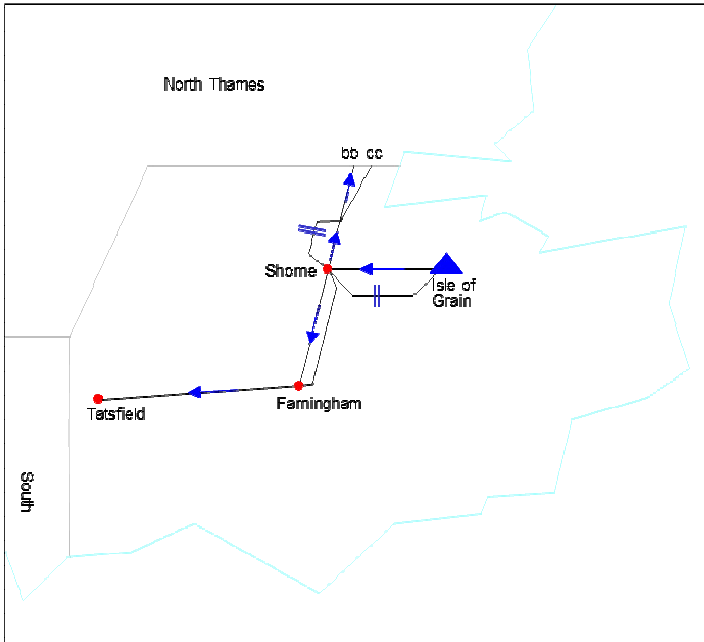 North Thames
bb cc
Shorne
Isle of
Grain
Tatsfield
Farningham
South